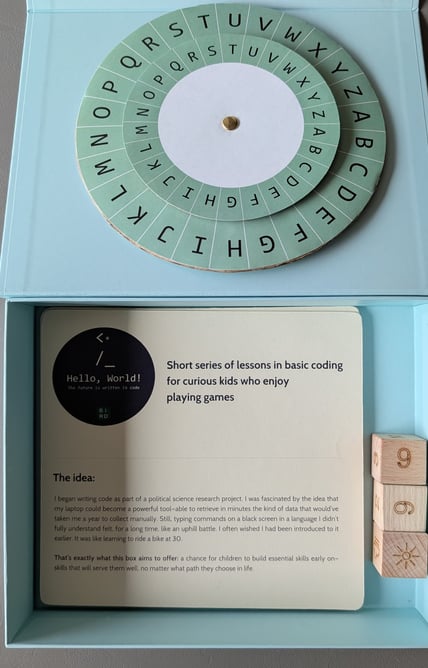 A B C D E F G H I J K L M N O P Q R S T U V W X Y Z
A B C D E F G H I J K L M N O P Q R S T U V W X Y Z
<•
/_
Hello, World!
The future is written in code
BI
RD
Short series of lessons in basic coding
for curious kids who enjoy
playing games
The idea:
I began writing code as part of a political science research project. I was fascinated by the idea that
my laptop could become a powerful tool–able to retrieve in minutes the kind of data that would've
taken me a year to collect manually. Still, typing commands on a black screen in a language I didn't
fully understand felt, for a long time, like an uphill battle. I often wished I had been introduced to it
earlier. It was like learning to ride a bike at 30.
That's exactly what this box aims to offer: a chance for children to build essential skills early on–
skills that will serve them well, no matter what path they choose in life.
6
6